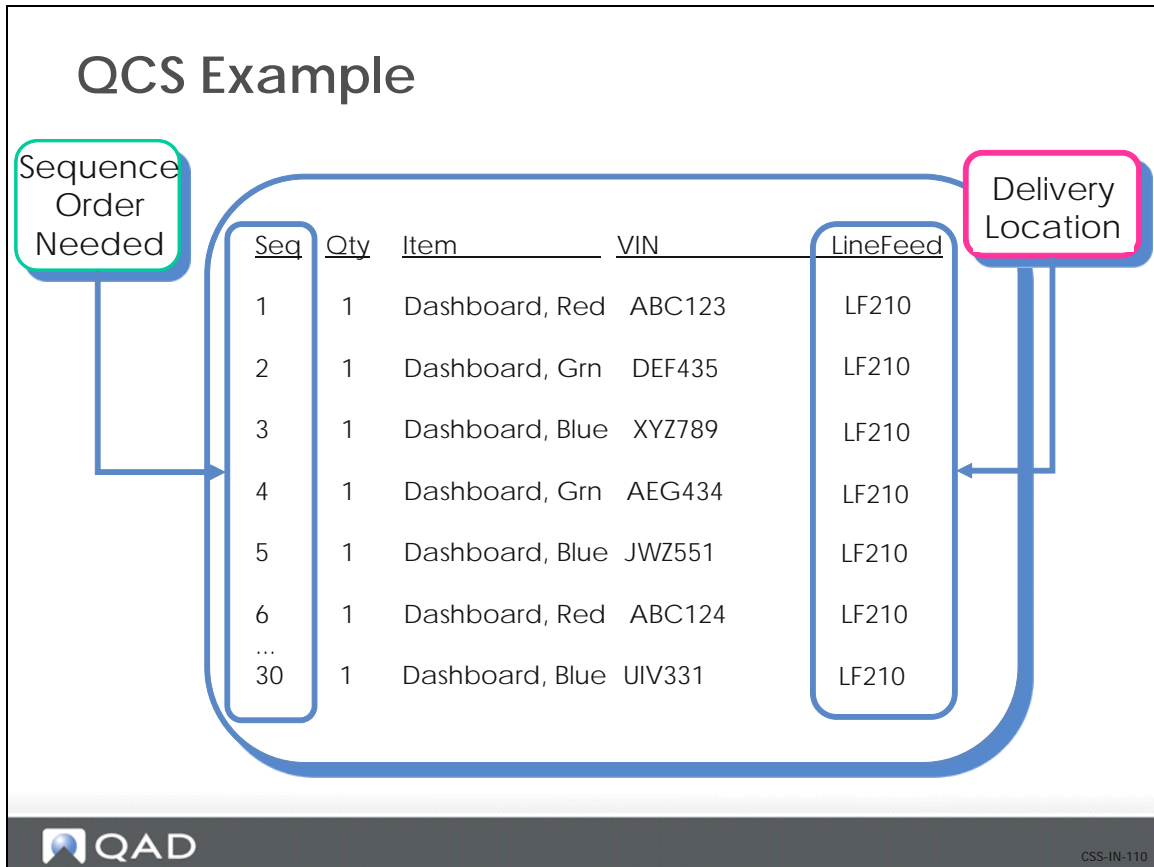 QCS Example
Sequence
Order
Needed
Delivery
Location
Seq Qty Item VIN LineFeed
1 1 Dashboard, Red ABC123 LF210
2 1 Dashboard, Grn DEF435 LF210
3 1 Dashboard, Blue XYZ789 LF210
4 1 Dashboard, Grn AEG434 LF210
5 1 Dashboard, Blue JWZ551 LF210
6 1 Dashboard, Red ABC124 LF210
...
30 1 Dashboard, Blue UIV331 LF210
QAD
CSS-IN-110